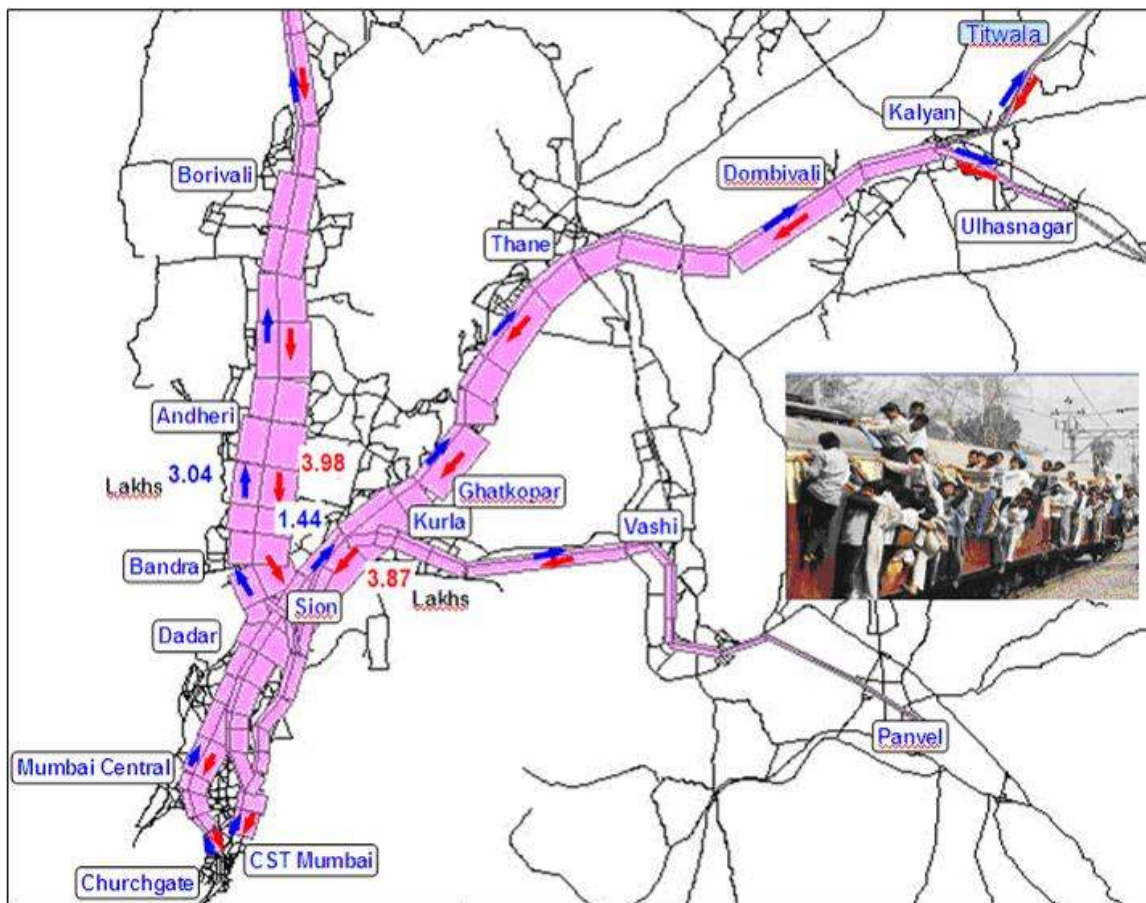 Titwala
Kalyan
Borivali
Dombivali
Ulhasnagar
Thane
Andheri
3.98
Lakhs 3.04
Ghatkopar
1.44
Kurla
Vashi
Bandra
3.87
Lakhs
Sion
Dadar
Panvel
Mumbai Central
CST Mumbai
Churchgate